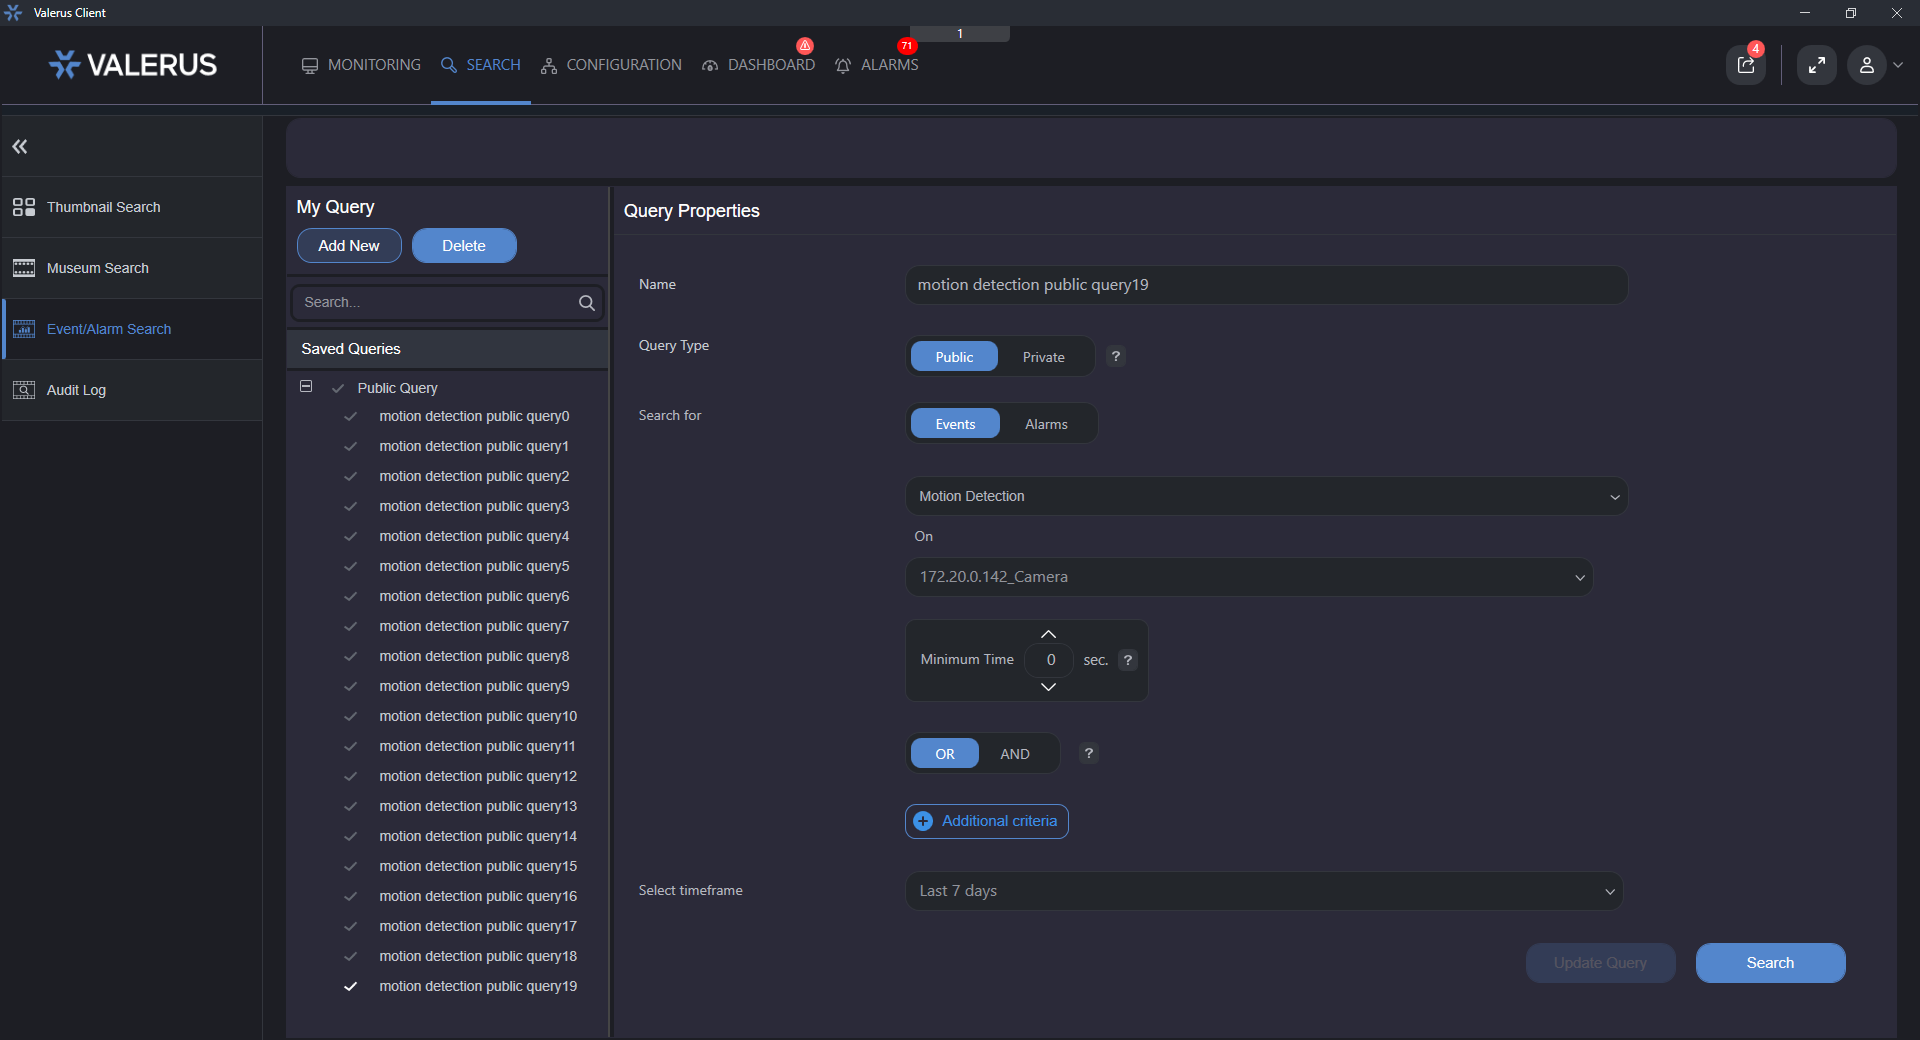 Valerus Client
1
VALERUS
MONITORING
SEARCH
CONFIGURATION
DASHBOARD
71
ALARMS
4
Thumbnail Search
Museum Search
Event/Alarm Search
Audit Log
My Query
Add New
Delete
Search...
Saved Queries
Public Query
motion detection public query0
motion detection public query1
motion detection public query2
motion detection public query3
motion detection public query4
motion detection public query5
motion detection public query6
motion detection public query7
motion detection public query8
motion detection public query9
motion detection public query10
motion detection public query11
motion detection public query12
motion detection public query13
motion detection public query14
motion detection public query15
motion detection public query16
motion detection public query17
motion detection public query18
motion detection public query19
Query Properties
Name
motion detection public query19
Query Type
Public
Private
?
Search for
Events
Alarms
Motion Detection
On
172.20.0.142_Camera
Minimum Time
0
sec.
?
OR
AND
?
Additional criteria
Select timeframe
Last 7 days
Update Query
Search